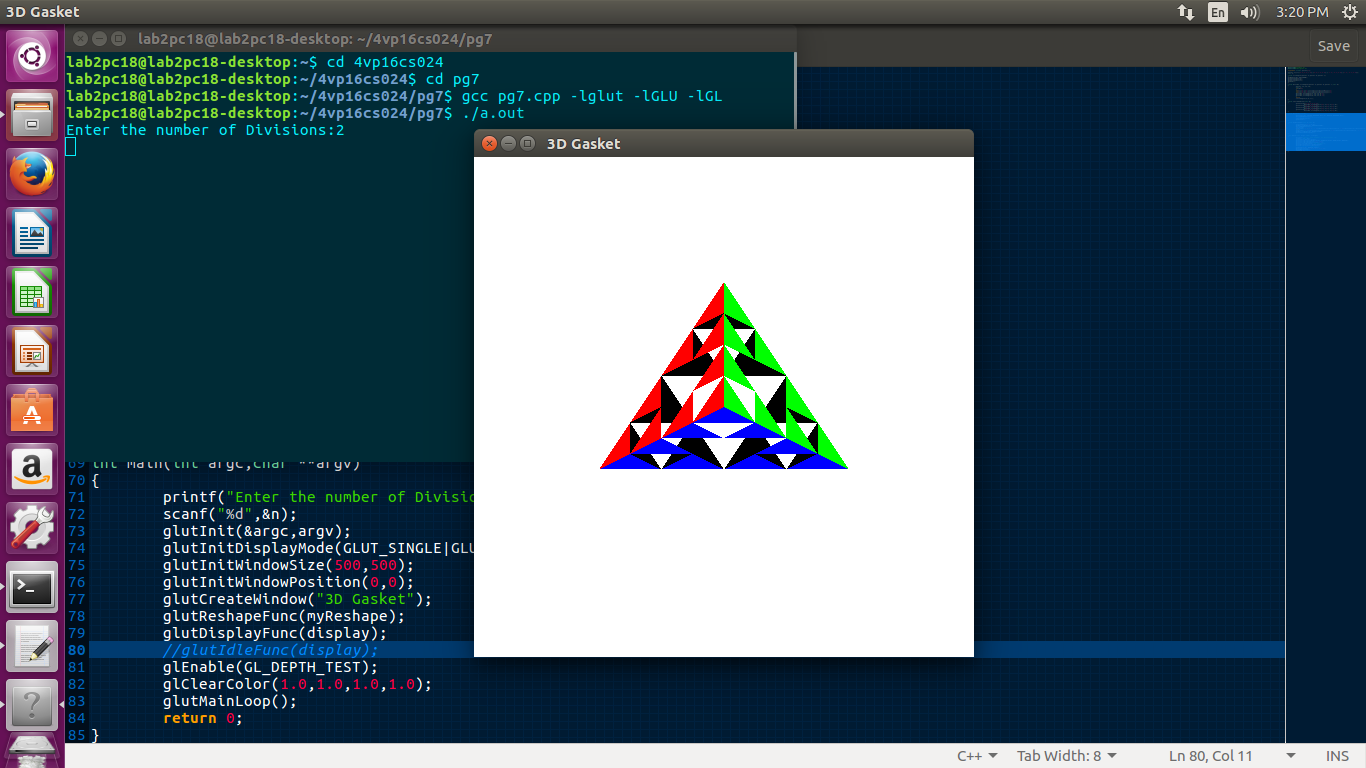 3D Gasket
En
3:20 PM
lab2pc18@lab2pc18-desktop: ~/4vp16cs024/pg7
Save
lab2pc18@lab2pc18-desktop:~$ cd 4vp16cs024
lab2pc18@lab2pc18-desktop:~/4vp16cs024$ cd pg7
lab2pc18@lab2pc18-desktop:~/4vp16cs024/pg7$ gcc pg7.cpp -lglut -lGLU -lGL
lab2pc18@lab2pc18-desktop:~/4vp16cs024/pg7$ ./a.out
Enter the number of Divisions:2
3D Gasket
69 int main(int argc,char **argv)
70 {
71 printf("Enter the number of Divisio
72 scanf("%d",&n);
73 glutInit(&argc,argv);
74 glutInitDisplayMode(GLUT_SINGLE|GLU
75 glutInitWindowSize(500,500);
76 glutInitWindowPosition(0,0);
77 glutCreateWindow("3D Gasket");
78 glutReshapeFunc(myReshape);
79 glutDisplayFunc(display);
80 //glutIdleFunc(display);
81 glEnable(GL_DEPTH_TEST);
82 glClearColor(1.0,1.0,1.0,1.0);
83 glutMainLoop();
84 return 0;
85 }
C++ Tab Width: 8 Ln 80, Col 11 INS